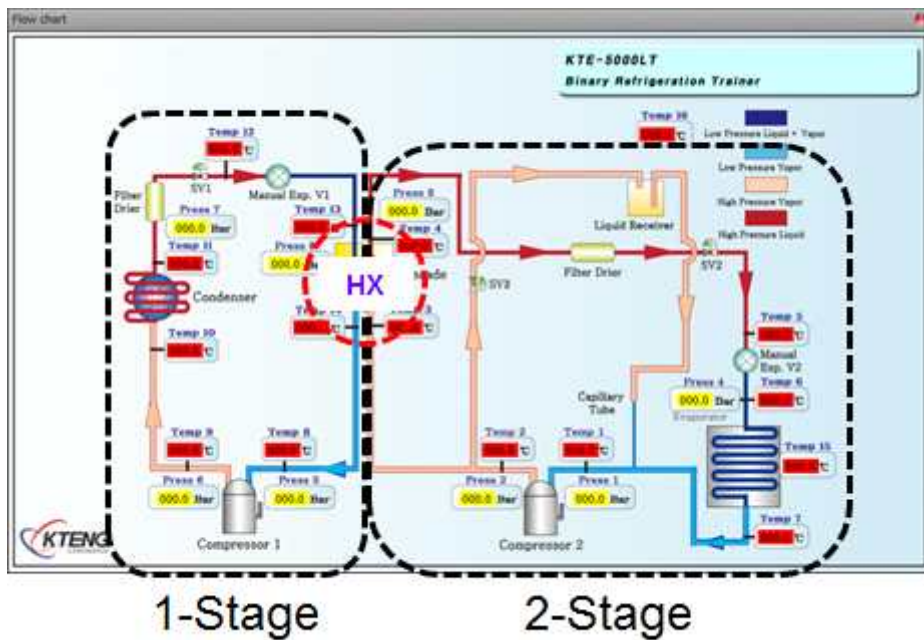 Flow chart
KTE-5000LT
Binary Refrigeration Trainer
Temp 16
Low Pressure Liquid + Vapor
Low Pressure Vapor
High Pressure Vapor
High Pressure Liquid
Temp 12
℃
SV1
Manual Exp. V1
Filter
Drier
Press 7
000.0 Bar
Temp 11
℃
Condenser
Temp 10
℃
Temp 13
Press 8
000.0 Bar
Temp 4
000.0
HX
Liquid Receiver
Filter Drier
SV2
SV3
Temp 5
℃
Manual
Exp. V2
Press 4
000.0 Bar
Temp 6
℃
Evaporator
Temp 15
℃
Temp 7
℃
Capillary
Tube
Temp 9
℃
Temp 8
℃
Press 6
000.0 Bar
Press 5
000.0 Bar
Compressor 1
Temp 2
℃
Temp 1
℃
000.0 Bar
Press 1
000.0 Bar
Compressor 2
KTENG
1-Stage
2-Stage